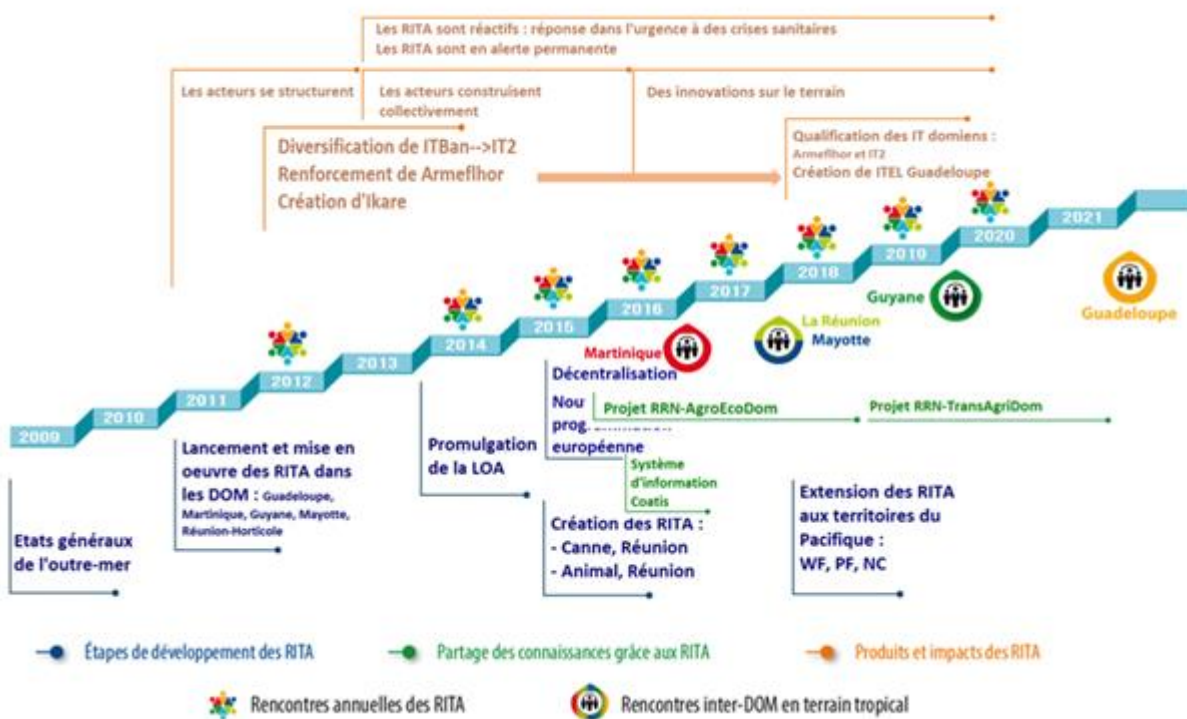 Les RITA sont réactifs : réponse dans l'urgence à des crises sanitaires
Les RITA sont en alerte permanente
Les acteurs se structurent
Les acteurs construisent
collectivement
Des innovations sur le terrain
Diversification de ITBan-->IT2
Renforcement de Armeflhor
Création d'Ikare
Qualification des IT domiens :
Armeflhor et IT2
Création de ITEL Guadeloupe
2009
2010
2011
2012
2013
2014
2015
2016
2017
2018
2019
2020
2021
Martinique
La Réunion
Mayotte
Guyane
Guadeloupe
Etats généraux
de l'outre-mer
Lancement et mise en
oeuvre des RITA dans
les DOM : Guadeloupe,
Martinique, Guyane, Mayotte,
Réunion-Horticole
Promulgation
de la LOA
Décentralisation
européenne
Projet RRN-AgroEcoDom
Projet RRN-TransAgriDom
Système
d'information
Coatis
Création des RITA :
- Canne, Réunion
- Animal, Réunion
Extension des RITA
aux territoires du
Pacifique :
WF, PF, NC
Étapes de développement des RITA
Partage des connaissances grâce aux RITA
Produits et impacts des RITA
Rencontres annuelles des RITA
Rencontres inter-DOM en terrain tropical